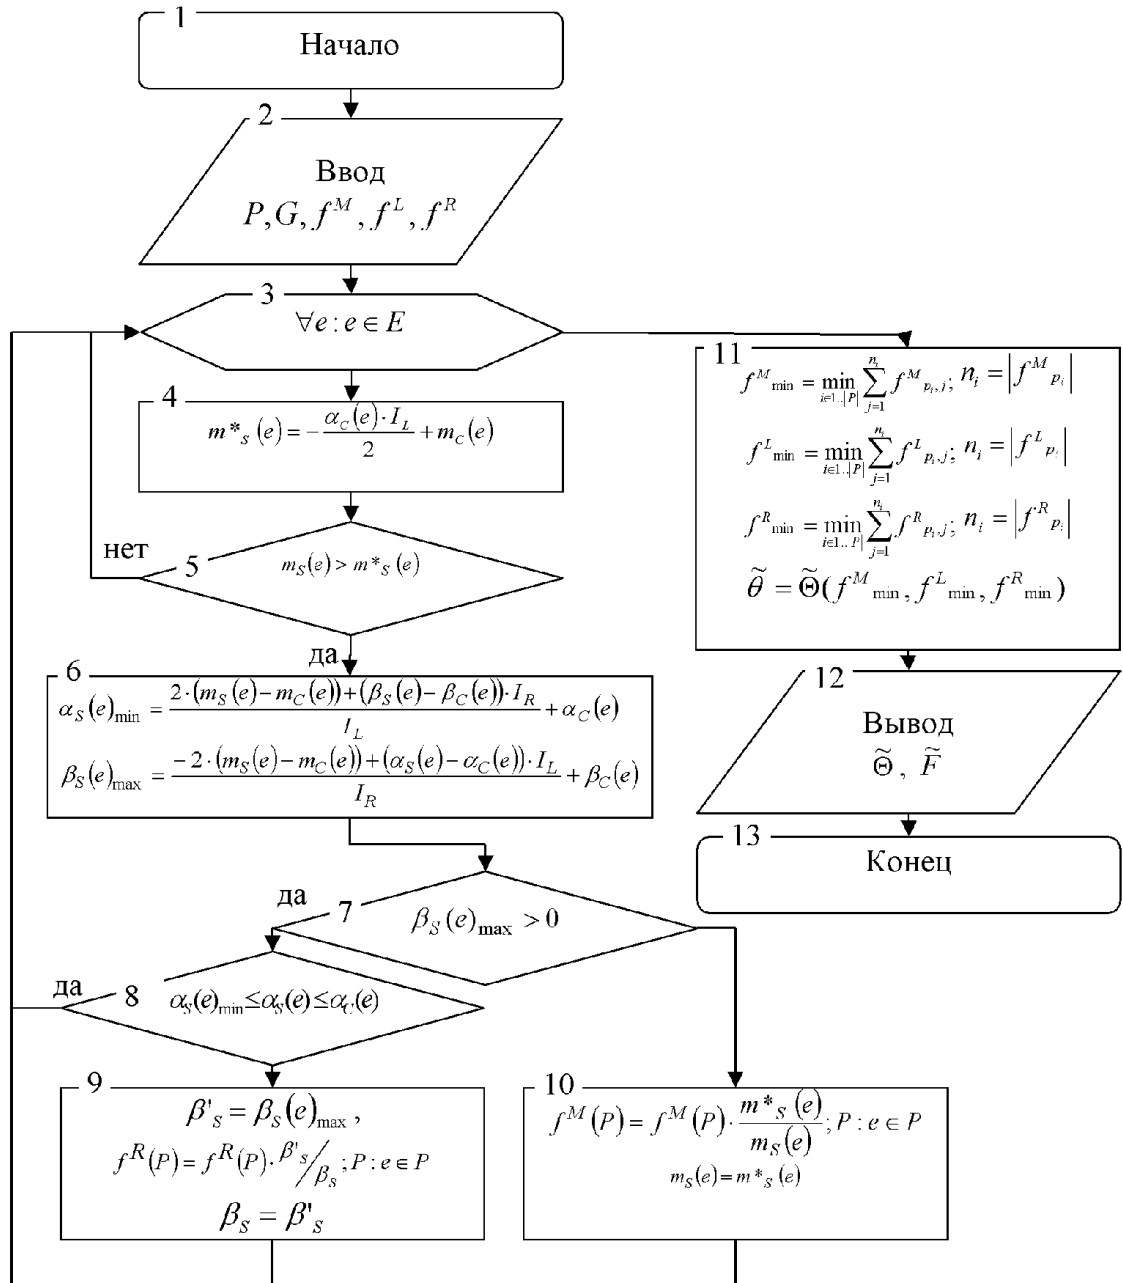 1
Начало
2
Ввод
P, G, f^M, f^L, f^R
3
∀e : e ∈ E
4
m*_S(e) = −(α_C(e)·I_L)/2 + m_C(e)
нет
5
m_S(e) > m*_S(e)
да
6
α_S(e)_min = (2·(m_S(e) − m_C(e)) + (β_S(e) − β_C(e))·I_R)/I_L + α_C(e)
β_S(e)_max = (−2·(m_S(e) − m_C(e)) + (α_S(e) − α_C(e))·I_L)/I_R + β_C(e)
да
7
β_S(e)_max > 0
да
8
α_S(e)_min ≤ α_S(e) ≤ α_C(e)
9
β'_S = β_S(e)_max ,
f^R(P) = f^R(P)·β'_S/β_S ; P : e ∈ P
β_S = β'_S
10
f^M(P) = f^M(P)·m*_S(e)/m_S(e); P : e ∈ P
m_S(e) = m*_S(e)
11
f^M_min = min_{i∈1..|P|} ∑_{j=1}^{n_i} f^M_{p_i,j}; n_i = |f^M_{p_i}|
f^L_min = min_{i∈1..|P|} ∑_{j=1}^{n_i} f^L_{p_i,j}; n_i = |f^L_{p_i}|
f^R_min = min_{i∈1..P|} ∑_{j=1}^{n_i} f^R_{p_i,j}; n_i = |f^R_{p_i}|
θ̃ = Θ̃(f^M_min, f^L_min, f^R_min)
12
Вывод
Θ̃ , F̃
13
Конец